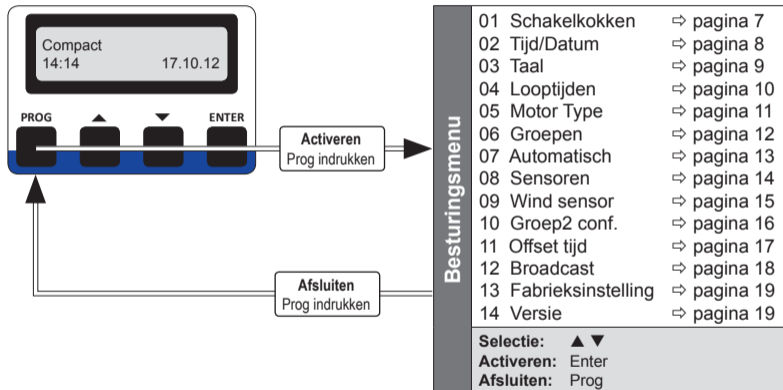 Compact
14:14 17.10.12
PROG ▲ ▼ ENTER
Activeren
Prog indrukken
Afsluiten
Prog indrukken
Besturingsmenu
01 Schakelkokken ⇨ pagina 7
02 Tijd/Datum ⇨ pagina 8
03 Taal ⇨ pagina 9
04 Looptijden ⇨ pagina 10
05 Motor Type ⇨ pagina 11
06 Groepen ⇨ pagina 12
07 Automatisch ⇨ pagina 13
08 Sensoren ⇨ pagina 14
09 Wind sensor ⇨ pagina 15
10 Groep2 conf. ⇨ pagina 16
11 Offset tijd ⇨ pagina 17
12 Broadcast ⇨ pagina 18
13 Fabrieksinstelling ⇨ pagina 19
14 Versie ⇨ pagina 19
Selectie: ▲ ▼
Activeren: Enter
Afsluiten: Prog